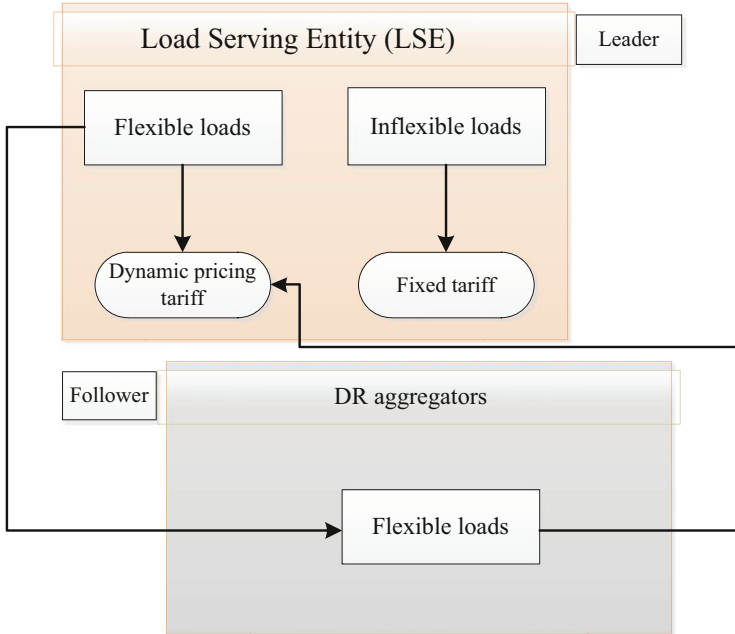 Load Serving Entity (LSE)
Leader
Flexible loads
Inflexible loads
Dynamic pricing
tariff
Fixed tariff
Follower
DR aggregators
Flexible loads